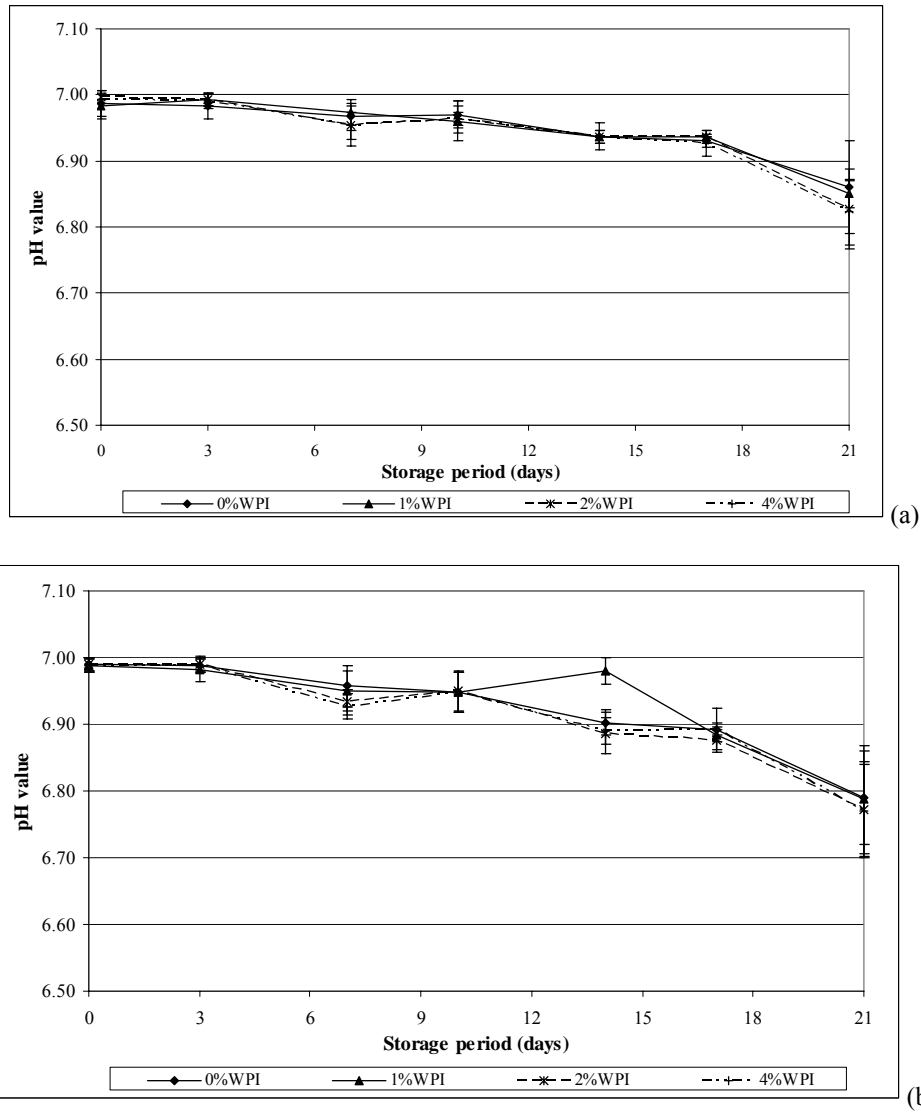 7.10
7.00
6.90
6.80
6.70
6.60
6.50
pH value
0 3 6 9 12 15 18 21
Storage period (days)
0%WPI 1%WPI 2%WPI 4%WPI
(a)
7.10
7.00
6.90
6.80
6.70
6.60
6.50
pH value
0 3 6 9 12 15 18 21
Storage period (days)
0%WPI 1%WPI 2%WPI 4%WPI
(b